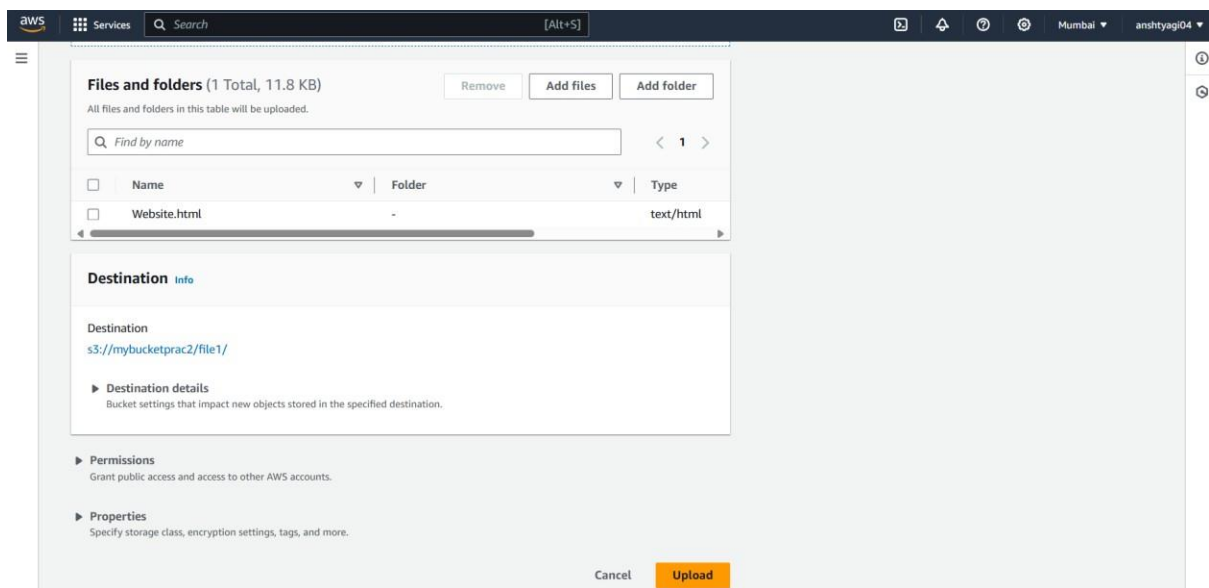 aws Services Search [Alt+S] Mumbai anshtyagi04
Files and folders (1 Total, 11.8 KB) Remove Add files Add folder
All files and folders in this table will be uploaded.
Find by name 1
Name Folder Type
Website.html - text/html
Destination Info
Destination
s3://mybucketprac2/file1/
Destination details
Bucket settings that impact new objects stored in the specified destination.
Permissions
Grant public access and access to other AWS accounts.
Properties
Specify storage class, encryption settings, tags, and more.
Cancel Upload